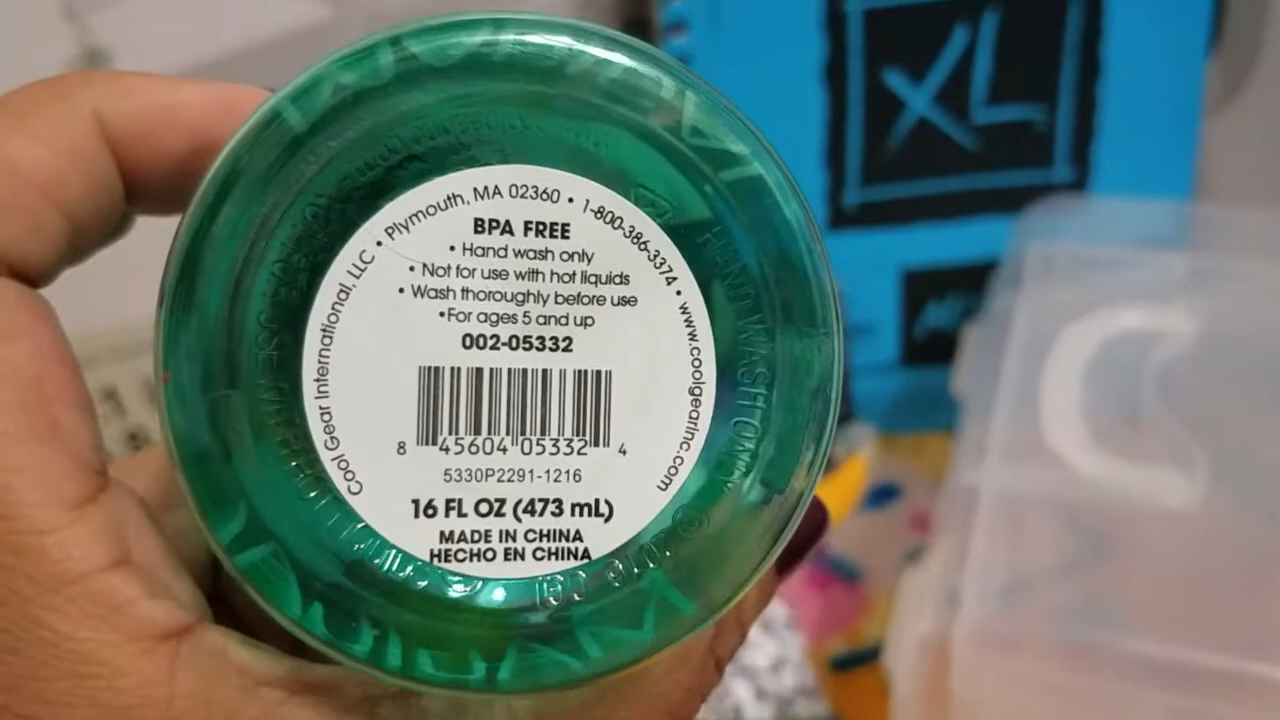 Cool Gear International, LLC • Plymouth, MA 02360 • 1-800-386-3374 • www.coolgearinc.com
BPA FREE
• Hand wash only
• Not for use with hot liquids
• Wash thoroughly before use
•For ages 5 and up
002-05332
8 45604 05332 4
5330P2291-1216
16 FL OZ (473 mL)
MADE IN CHINA
HECHO EN CHINA
HAND WASH ONLY
XL